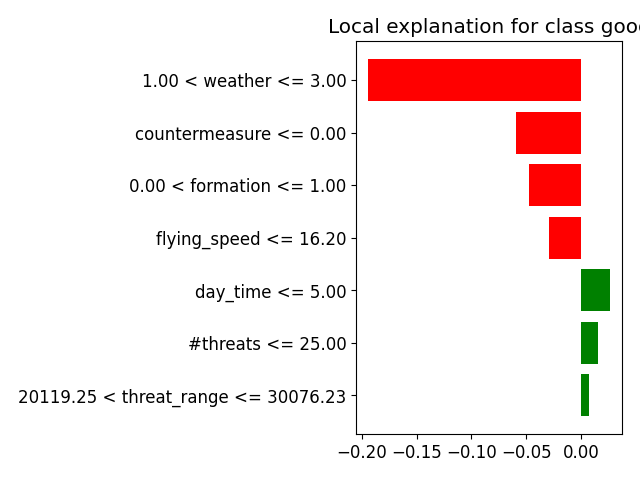 Local explanation for class goo
1.00 < weather <= 3.00
countermeasure <= 0.00
0.00 < formation <= 1.00
flying_speed <= 16.20
day_time <= 5.00
#threats <= 25.00
20119.25 < threat_range <= 30076.23
−0.20 −0.15 −0.10 −0.05 0.00